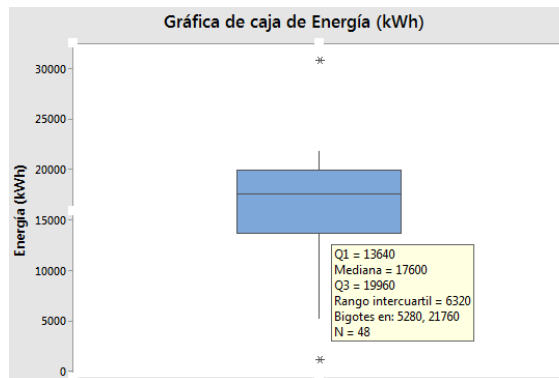 Gráfica de caja de Energía (kWh)
Energía (kWh)
30000
25000
20000
15000
10000
5000
0
Q1 = 13640
Mediana = 17600
Q3 = 19960
Rango intercuartil = 6320
Bigotes en: 5280, 21760
N = 48